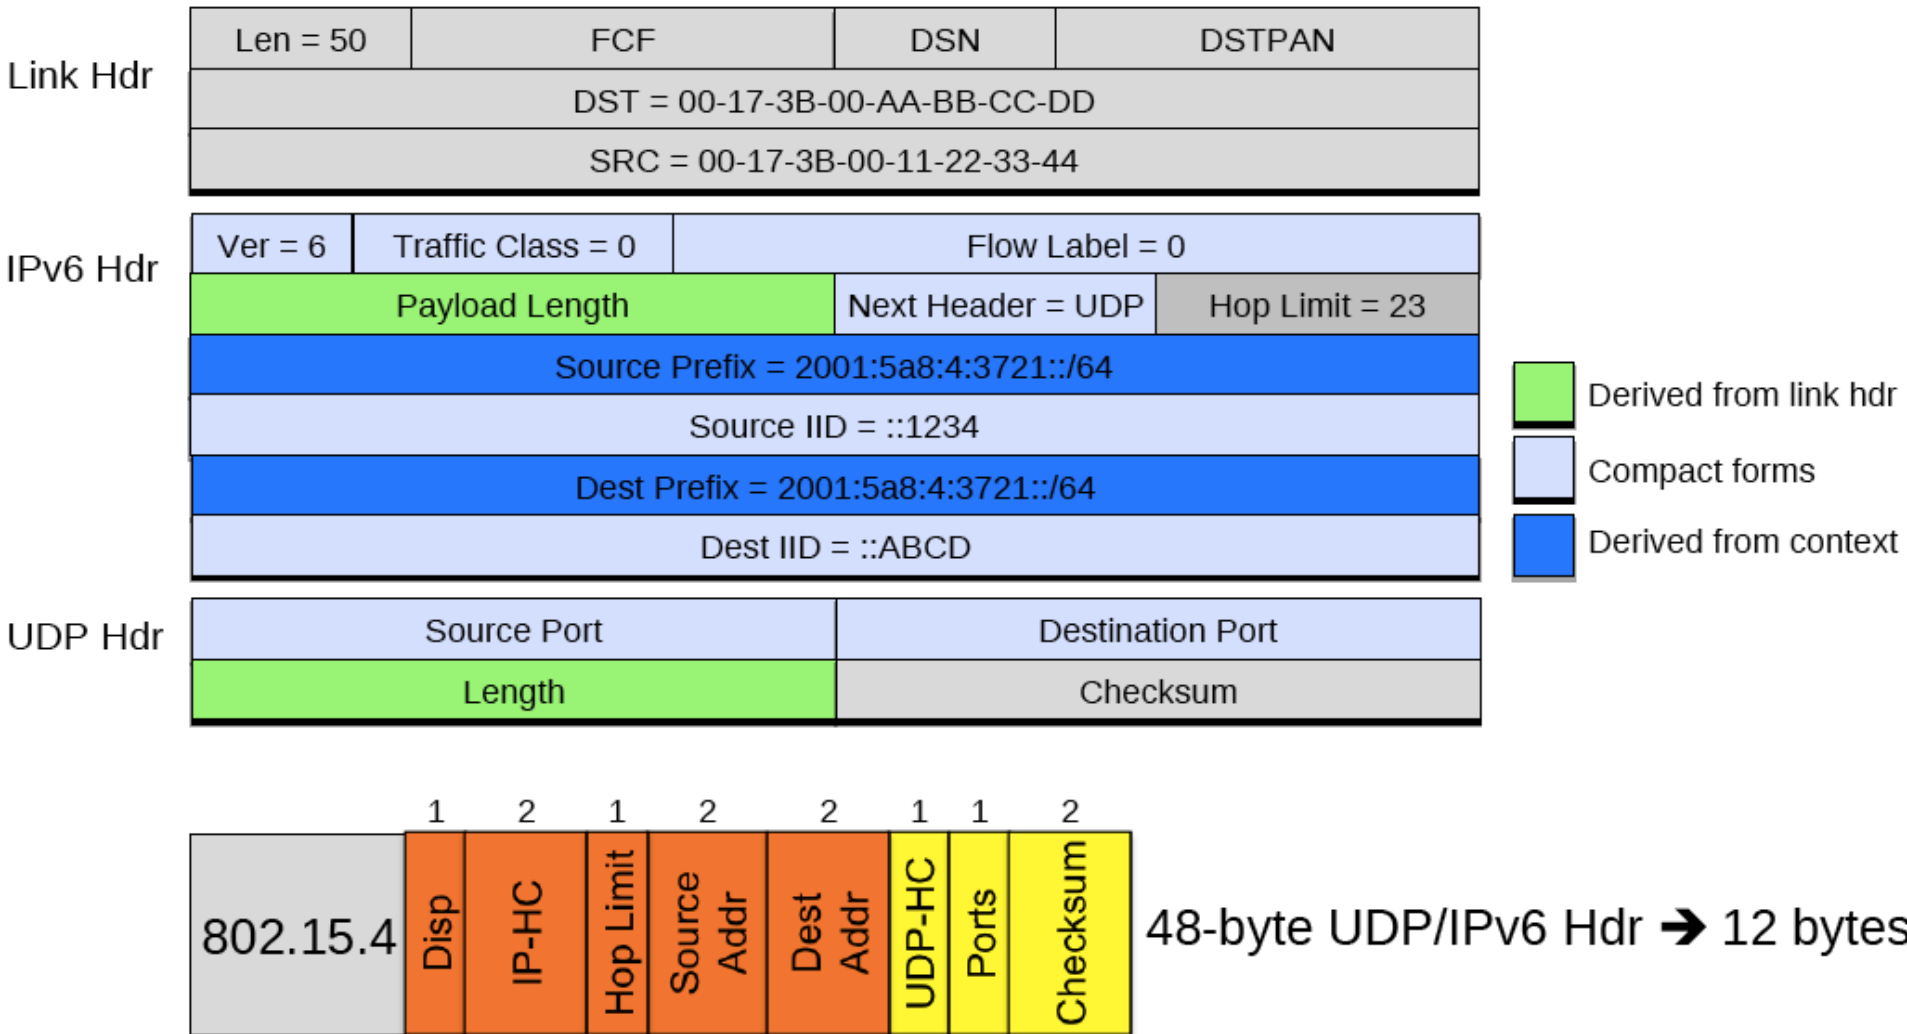 Link Hdr
Len = 50 FCF DSN DSTPAN
DST = 00-17-3B-00-AA-BB-CC-DD
SRC = 00-17-3B-00-11-22-33-44
IPv6 Hdr
Ver = 6 Traffic Class = 0 Flow Label = 0
Payload Length Next Header = UDP Hop Limit = 23
Source Prefix = 2001:5a8:4:3721::/64
Source IID = ::1234
Dest Prefix = 2001:5a8:4:3721::/64
Dest IID = ::ABCD
Derived from link hdr
Compact forms
Derived from context
UDP Hdr
Source Port Destination Port
Length Checksum
1 2 1 2 2 1 1 2
802.15.4
Disp
IP-HC
Hop Limit
Source
Addr
Dest
Addr
UDP-HC
Ports
Checksum
48-byte UDP/IPv6 Hdr ➔ 12 bytes